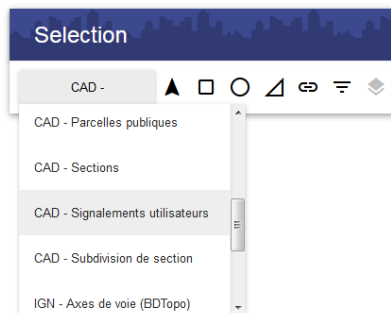 Selection
CAD -
CAD - Parcelles publiques
CAD - Sections
CAD - Signalements utilisateurs
CAD - Subdivision de section
IGN - Axes de voie (BDTopo)